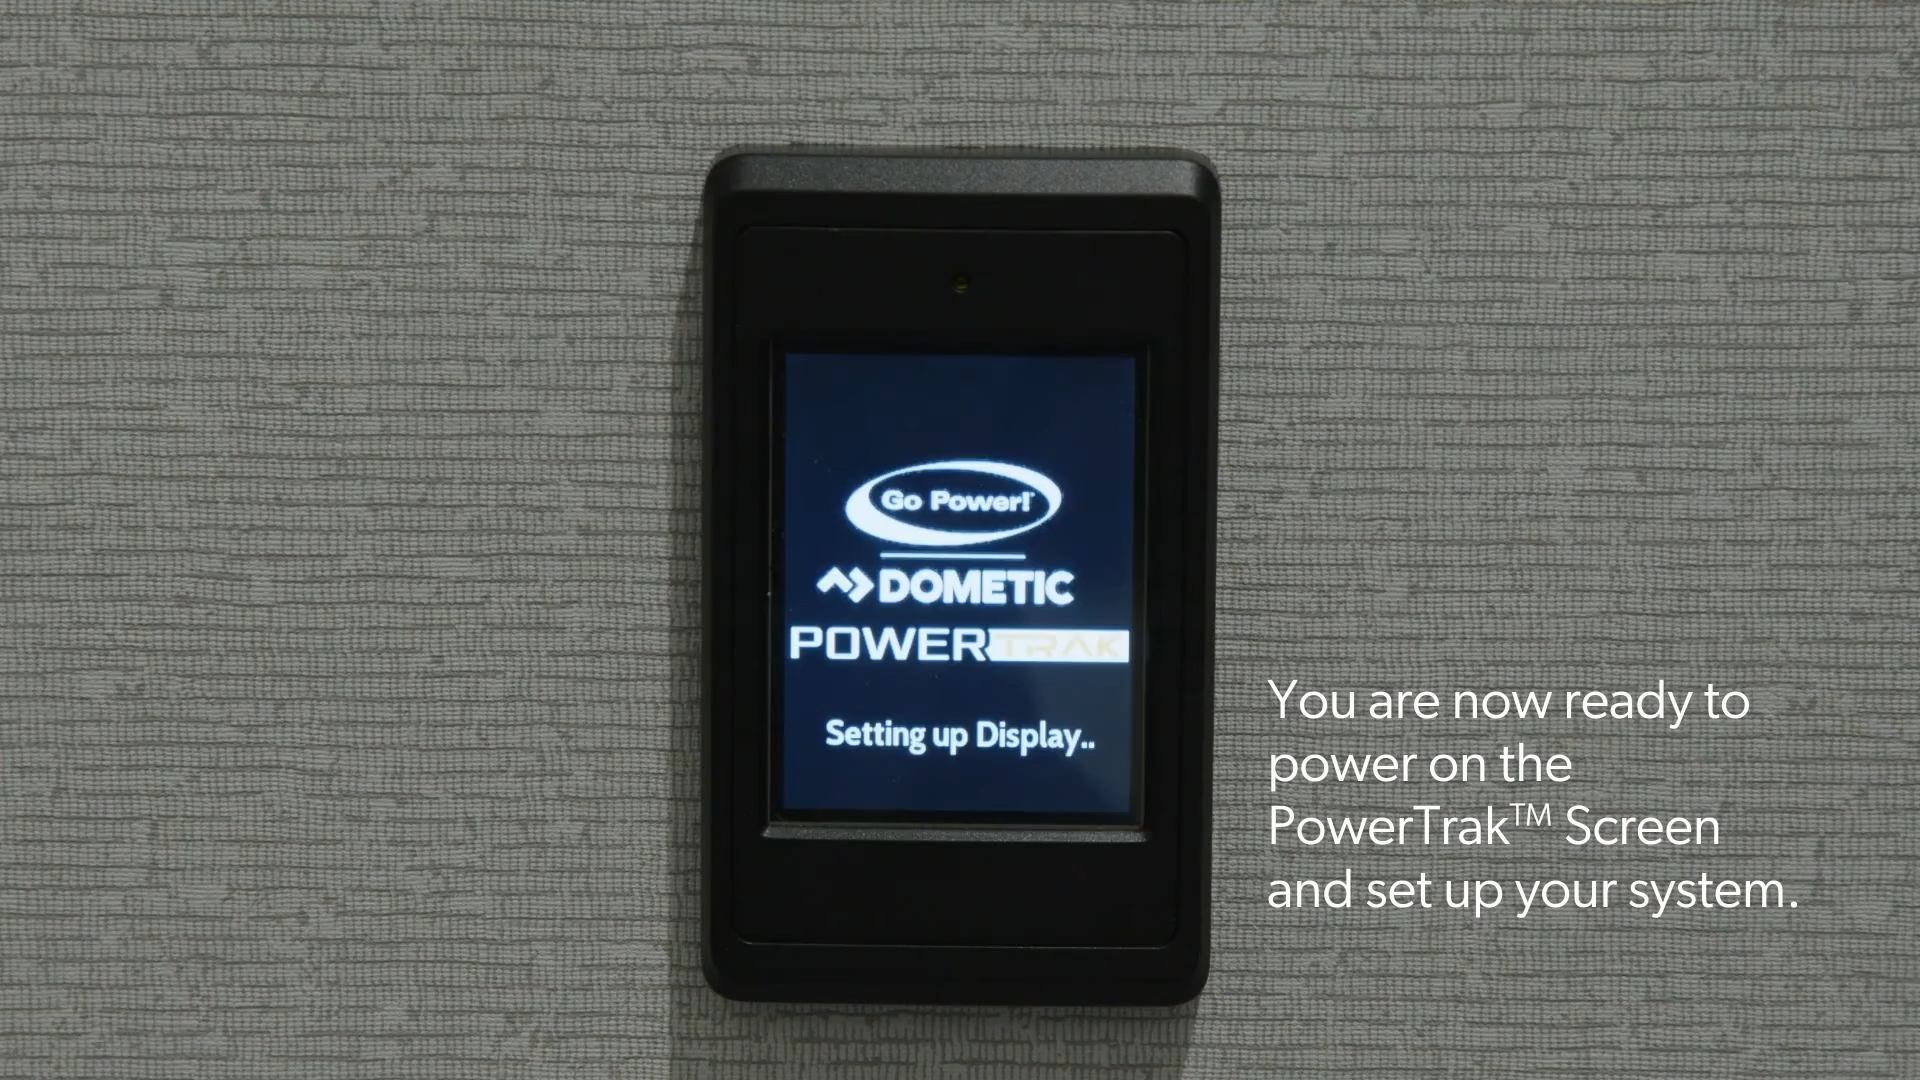 Go Power!
DOMETIC
POWERTRAK
Setting up Display..
You are now ready to
power on the
PowerTrak™ Screen
and set up your system.